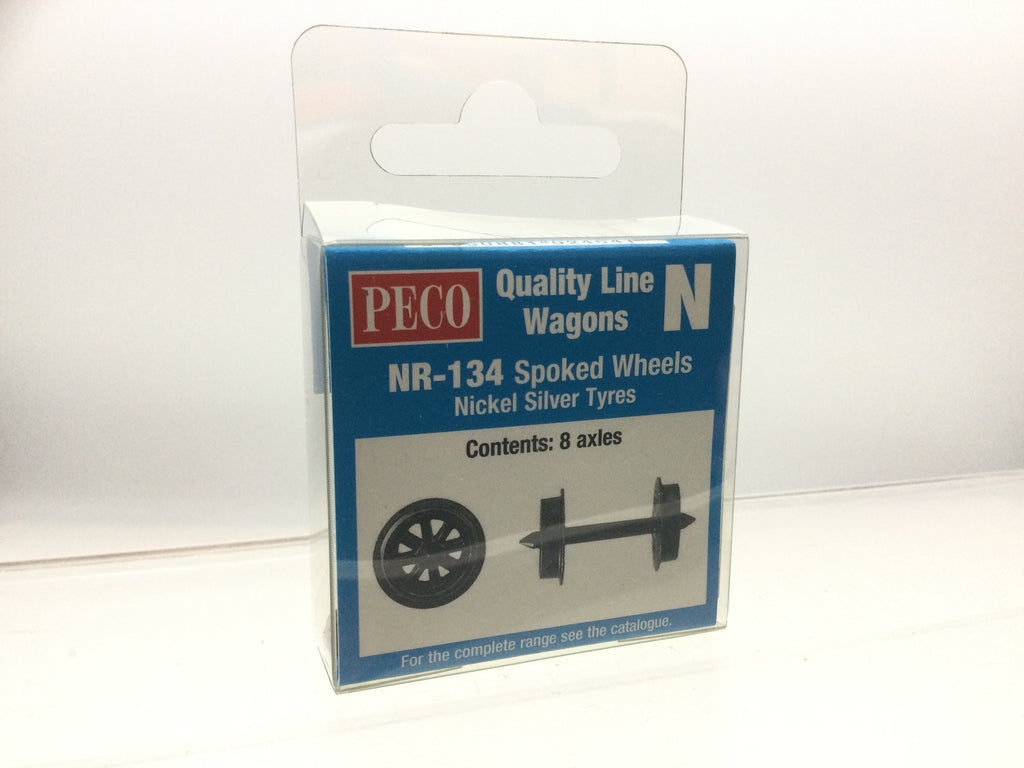 PECO
Quality Line
Wagons
N
NR-134 Spoked Wheels
Nickel Silver Tyres
Contents: 8 axles
For the complete range see the catalogue.